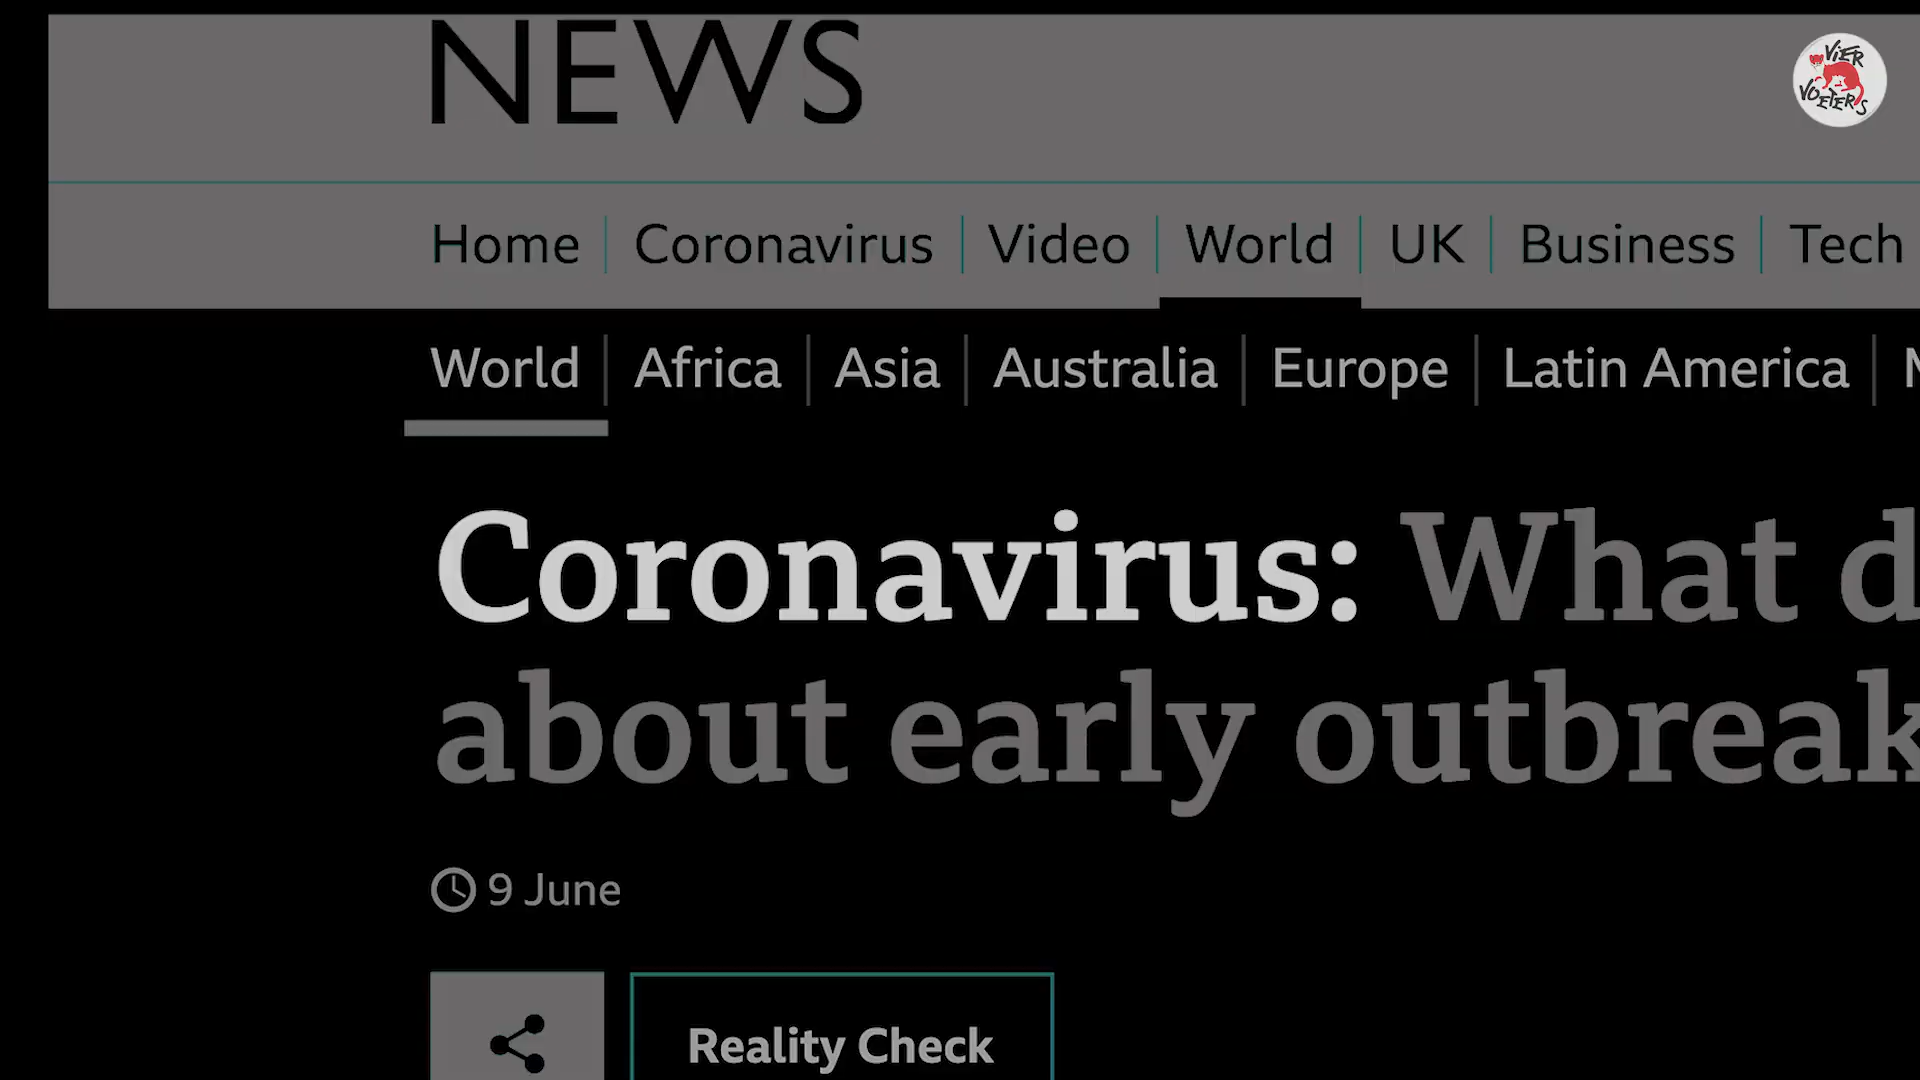 NEWS
VIER
VOETERS
Home Coronavirus Video World UK Business Tech
World Africa Asia Australia Europe Latin America
Coronavirus: What
about early outbreak
9 June
Reality Check